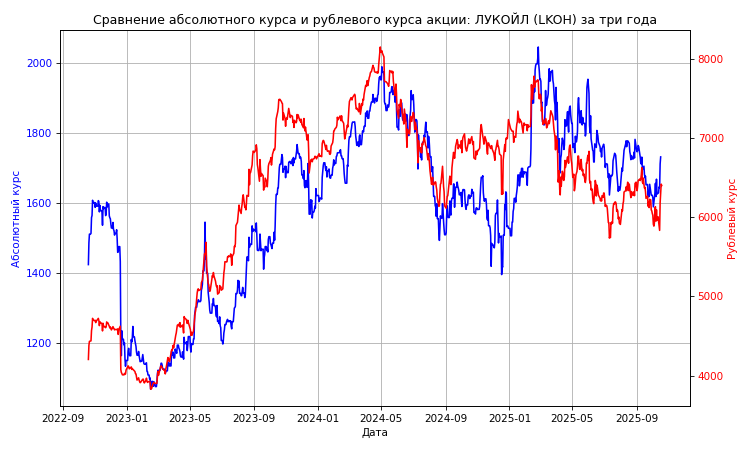 Сравнение абсолютного курса и рублевого курса акции: ЛУКОЙЛ (LKOH) за три года
2000
1800
1600
1400
1200
Абсолютный курс
8000
7000
6000
5000
4000
Рублевый курс
2022-09 2023-01 2023-05 2023-09 2024-01 2024-05 2024-09 2025-01 2025-05 2025-09
Дата